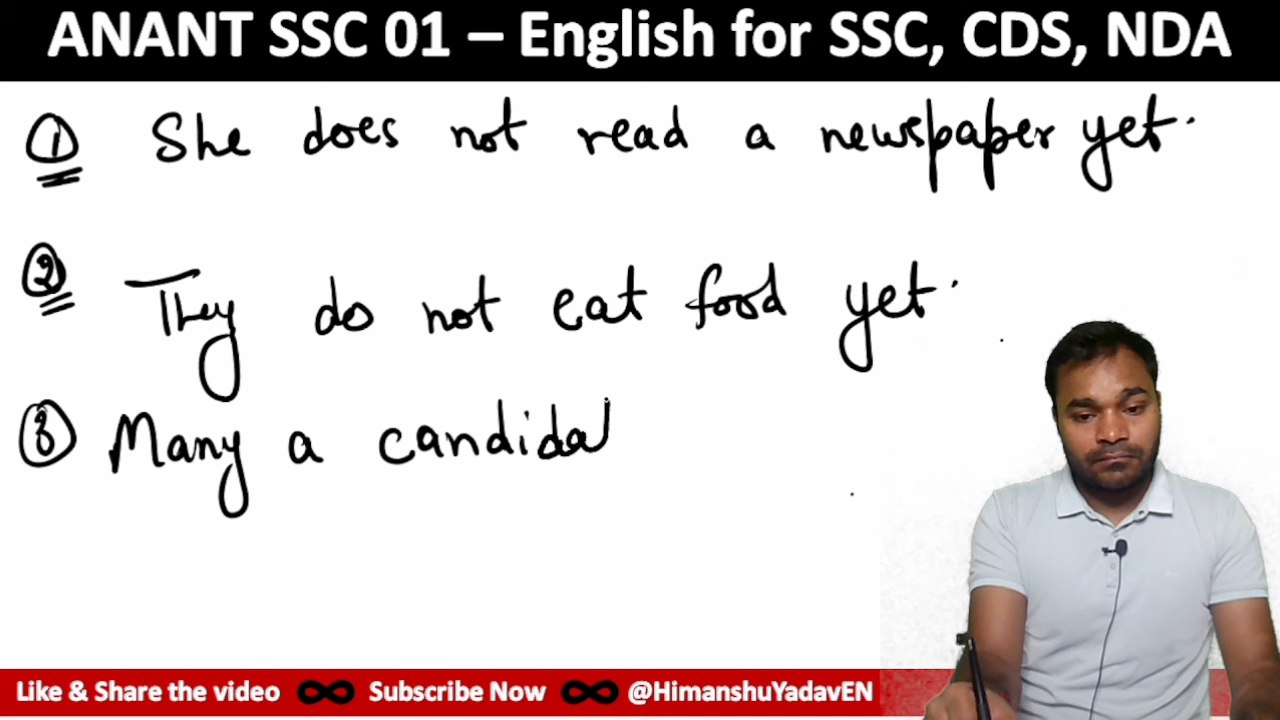 ANANT SSC 01 – English for SSC, CDS, NDA
① She does not read a newspaper yet.
② They do not eat food yet.
③ Many a candida
Like & Share the video ∞ Subscribe Now ∞ @HimanshuYadavEN